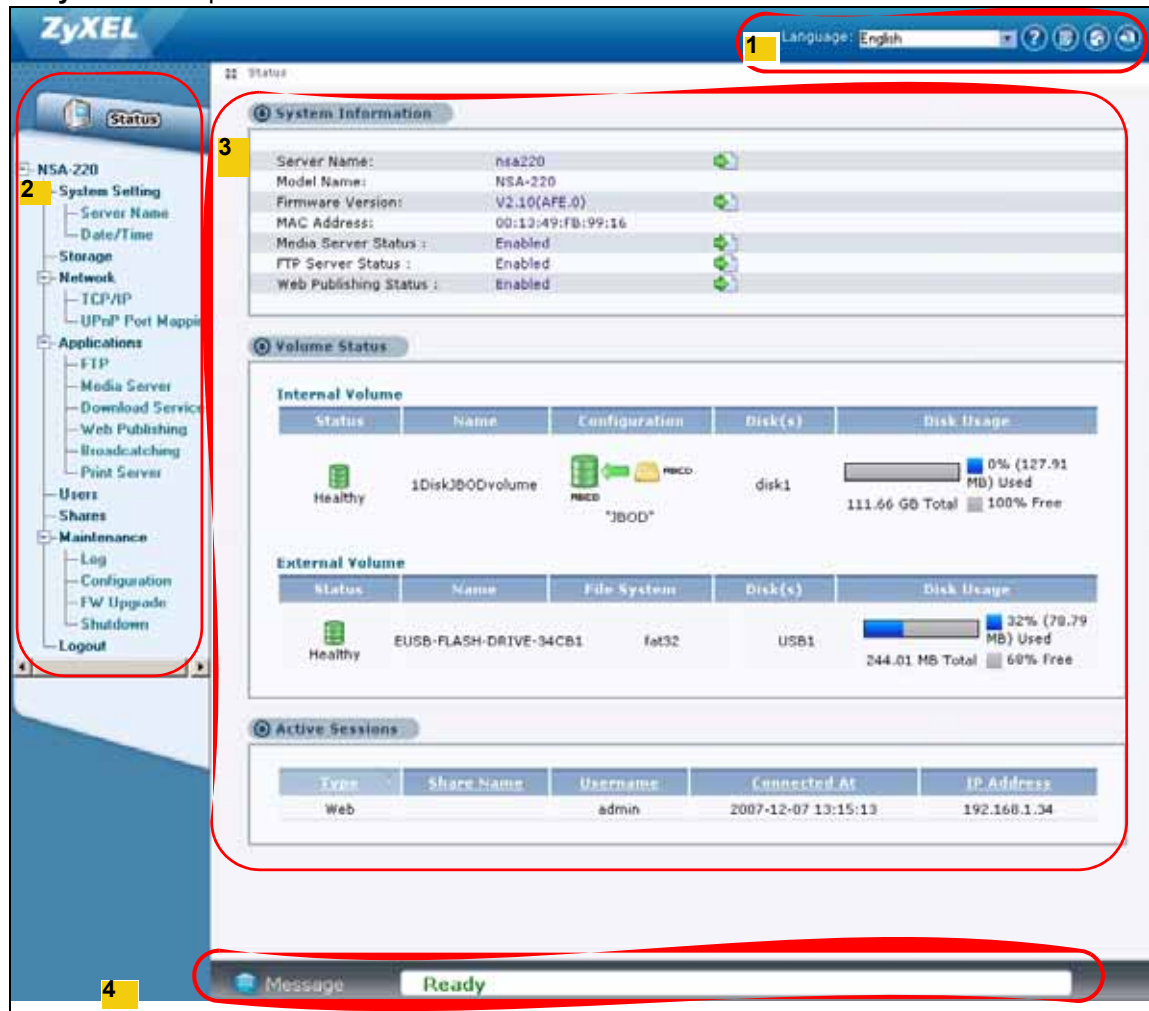 ZyXEL
1
Language: English
Status
Status
System Information
3
Server Name: nsa220
Model Name: NSA-220
Firmware Version: V2.10(AFE.0)
MAC Address: 00:13:49:FB:99:16
Media Server Status : Enabled
FTP Server Status : Enabled
Web Publishing Status : Enabled
NSA-220
2
System Setting
Server Name
Date/Time
Storage
Network
TCP/IP
UPnP Port Mappin
Applications
FTP
Media Server
Download Service
Web Publishing
Broadcatching
Print Server
Users
Shares
Maintenance
Log
Configuration
FW Upgrade
Shutdown
Logout
Volume Status
Internal Volume
Status Name Configuration Disk(s) Disk Usage
Healthy 1DiskJBODvolume "JBOD" disk1 0% (127.91 MB) Used
111.66 GB Total 100% Free
External Volume
Status Name File System Disk(s) Disk Usage
Healthy EUSB-FLASH-DRIVE-34CB1 fat32 USB1 32% (78.79 MB) Used
244.01 MB Total 68% Free
Active Sessions
Type Share Name Username Connected At IP Address
Web admin 2007-12-07 13:15:13 192.168.1.34
4
Message Ready